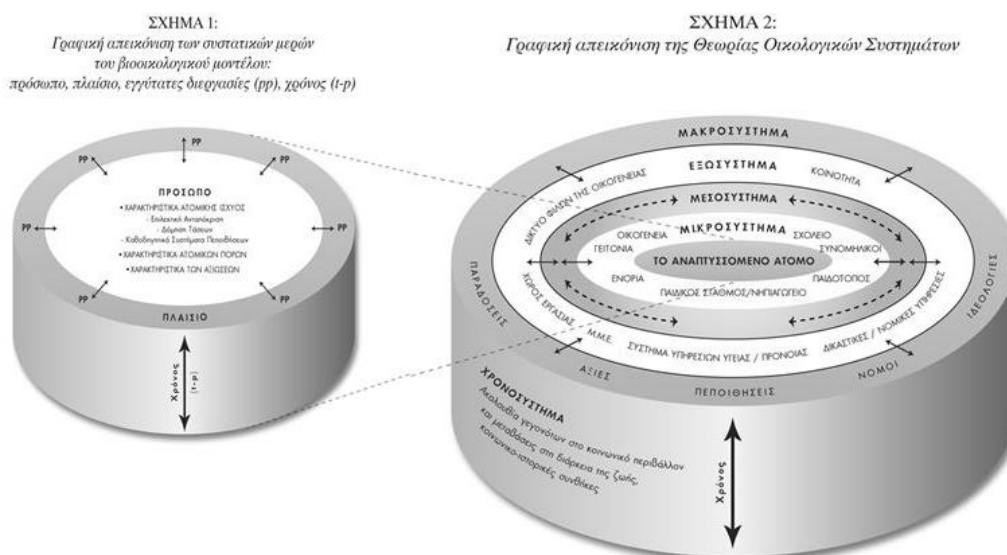 ΣΧΗΜΑ 1:
Γραφική απεικόνιση των συστατικών μερών
του βιοοικολογικού μοντέλου:
πρόσωπο, πλαίσιο, εγγύτατες διεργασίες (pp), χρόνος (t-p)
PP
PP
PP
PP
PP
PP
PP
ΠΡΟΣΩΠΟ
• ΧΑΡΑΚΤΗΡΙΣΤΙΚΑ ΑΤΟΜΙΚΗΣ ΙΣΧΥΟΣ
- Επιλεκτική Ανταπόκριση
- Δόμηση Τάσεων
- Καθοδηγητικά Συστήματα Πεποιθήσεων
• ΧΑΡΑΚΤΗΡΙΣΤΙΚΑ ΑΤΟΜΙΚΩΝ ΠΟΡΩΝ
• ΧΑΡΑΚΤΗΡΙΣΤΙΚΑ ΤΩΝ ΑΞΙΩΣΕΩΝ
ΠΛΑΙΣΙΟ
Χρόνος
(t-p)
ΣΧΗΜΑ 2:
Γραφική απεικόνιση της Θεωρίας Οικολογικών Συστημάτων
ΜΑΚΡΟΣΥΣΤΗΜΑ
ΕΞΩΣΥΣΤΗΜΑ
ΚΟΙΝΟΤΗΤΑ
ΔΙΚΤΥΟ ΦΙΛΩΝ ΤΗΣ ΟΙΚΟΓΕΝΕΙΑΣ
ΜΕΣΟΣΥΣΤΗΜΑ
ΜΙΚΡΟΣΥΣΤΗΜΑ
ΟΙΚΟΓΕΝΕΙΑ
ΣΧΟΛΕΙΟ
ΓΕΙΤΟΝΙΑ
ΣΥΝΟΜΗΛΙΚΟΙ
ΤΟ ΑΝΑΠΤΥΣΣΟΜΕΝΟ ΑΤΟΜΟ
ΕΝΟΡΙΑ
ΠΑΙΔΟΤΟΠΟΣ
ΠΑΙΔΙΚΟΣ ΣΤΑΘΜΟΣ/ΝΗΠΙΑΓΩΓΕΙΟ
ΧΩΡΟΣ ΕΡΓΑΣΙΑΣ
Μ.Μ.Ε.
ΣΥΣΤΗΜΑ ΥΠΗΡΕΣΙΩΝ ΥΓΕΙΑΣ / ΠΡΟΝΟΙΑΣ
ΔΙΚΑΣΤΙΚΕΣ / ΝΟΜΙΚΕΣ ΥΠΗΡΕΣΙΕΣ
ΠΑΡΑΔΟΣΕΙΣ
ΑΞΙΕΣ
ΠΕΠΟΙΘΗΣΕΙΣ
ΝΟΜΟΙ
ΙΔΕΟΛΟΓΙΕΣ
ΧΡΟΝΟΣΥΣΤΗΜΑ
Ακολουθία γεγονότων στο κοινωνικό περιβάλλον
και μεταβάσεις στη διάρκεια της ζωής,
κοινωνικο-ιστορικές συνθήκες
Χρόνος